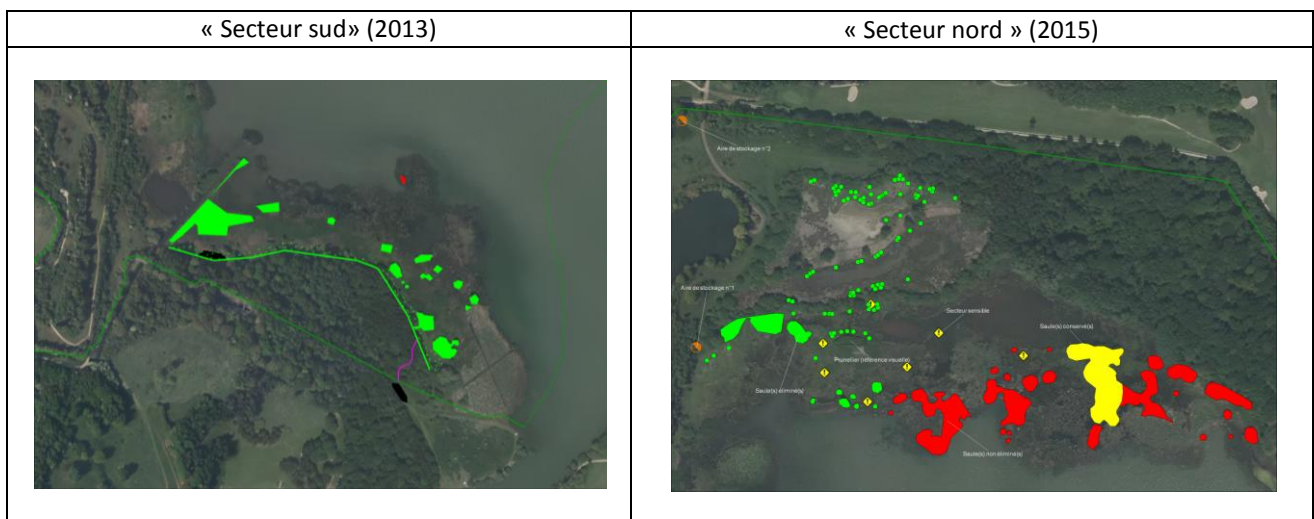 « Secteur sud» (2013)
« Secteur nord » (2015)
Aire de stockage n°2
Aire de stockage n°1
Secteur sensible
Saule(s) conservé(s)
Prunellier (référence visuelle)
Saule(s) éliminé(s)
Saule(s) non éliminé(s)